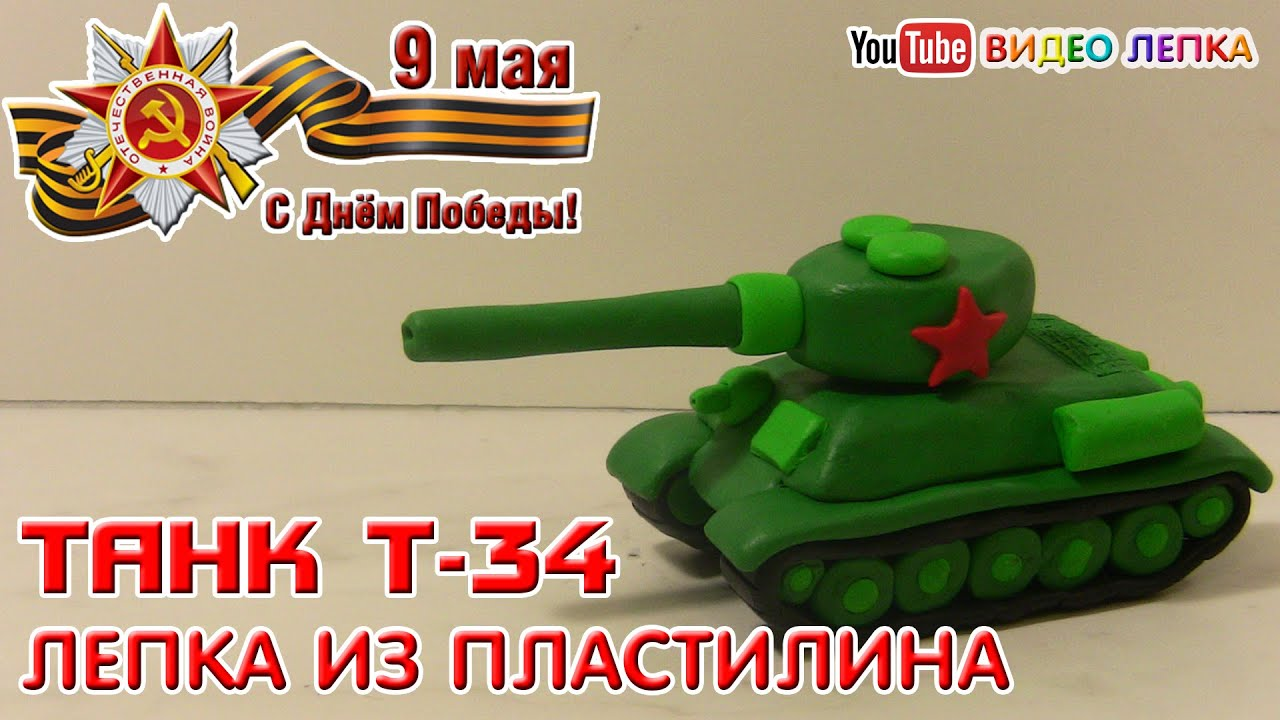 9 мая
ОТЕЧЕСТВЕННАЯ ВОЙНА
С Днём Победы!
YouTube ВИДЕО ЛЕПКА
ТАНК Т-34
ЛЕПКА ИЗ ПЛАСТИЛИНА